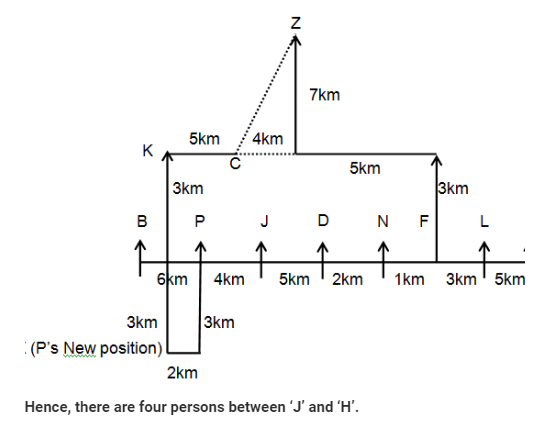 Z
7km
5km 4km
K
C
5km
3km 3km
B P J D N F L
6km 4km 5km 2km 1km 3km 5km
3km 3km
(P's New position)
2km
Hence, there are four persons between ‘J’ and ‘H’.